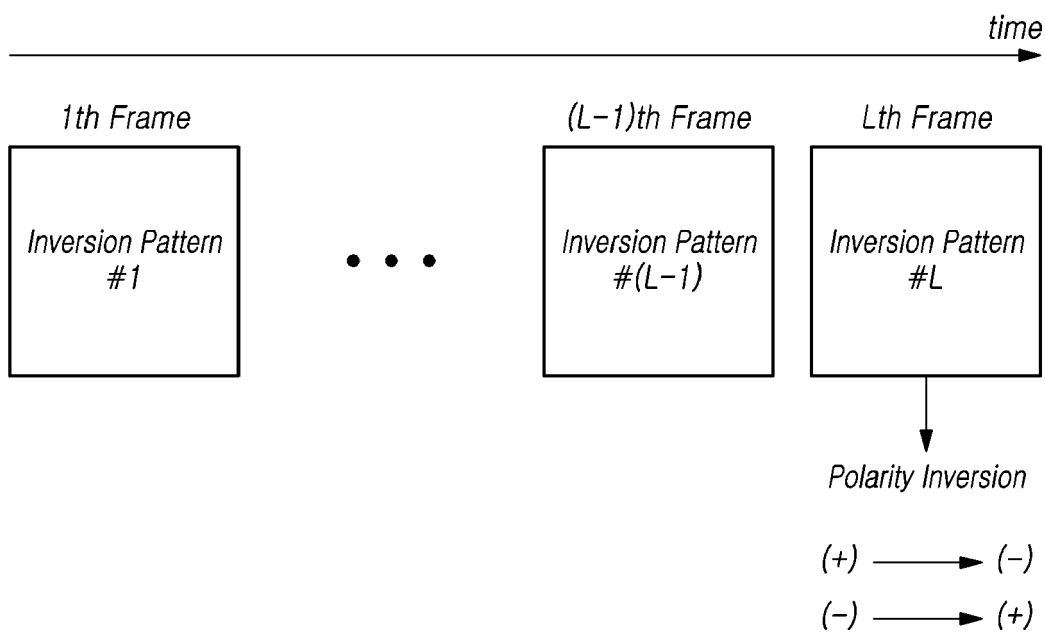 time
1th Frame
(L-1)th Frame
Lth Frame
Inversion Pattern
#1
Inversion Pattern
#(L-1)
Inversion Pattern
#L
Polarity Inversion
(+) (-)
(-) (+)